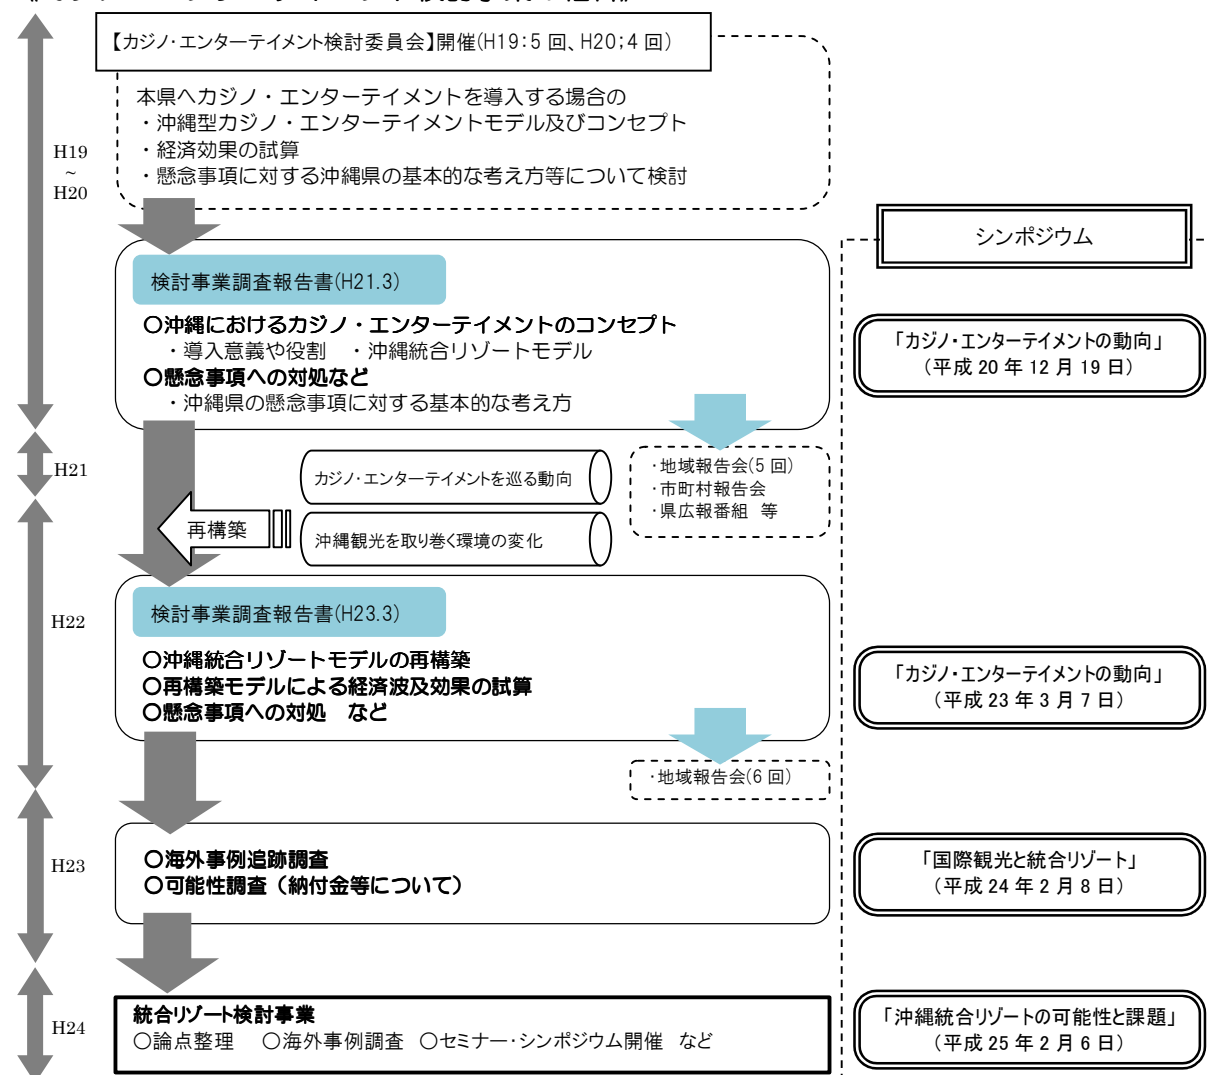 【カジノ・エンターテイメント検討委員会】開催(H19:5 回、H20;4 回)
本県へカジノ・エンターテイメントを導入する場合の
・沖縄型カジノ・エンターテイメントモデル及びコンセプト
・経済効果の試算
・懸念事項に対する沖縄県の基本的な考え方等について検討
H19
~
H20
検討事業調査報告書(H21.3)
〇沖縄におけるカジノ・エンターテイメントのコンセプト
・導入意義や役割 ・沖縄統合リゾートモデル
〇懸念事項への対処など
・沖縄県の懸念事項に対する基本的な考え方
H21
カジノ・エンターテイメントを巡る動向
再構築
沖縄観光を取り巻く環境の変化
・地域報告会(5 回)
・市町村報告会
・県広報番組 等
H22
検討事業調査報告書(H23.3)
〇沖縄統合リゾートモデルの再構築
〇再構築モデルによる経済波及効果の試算
〇懸念事項への対処 など
・地域報告会(6 回)
H23
〇海外事例追跡調査
〇可能性調査（納付金等について）
H24
統合リゾート検討事業
〇論点整理 〇海外事例調査 〇セミナー・シンポジウム開催 など
シンポジウム
「カジノ・エンターテイメントの動向」
（平成 20 年 12 月 19 日）
「カジノ・エンターテイメントの動向」
（平成 23 年 3 月 7 日）
「国際観光と統合リゾート」
（平成 24 年 2 月 8 日）
「沖縄統合リゾートの可能性と課題」
（平成 25 年 2 月 6 日）